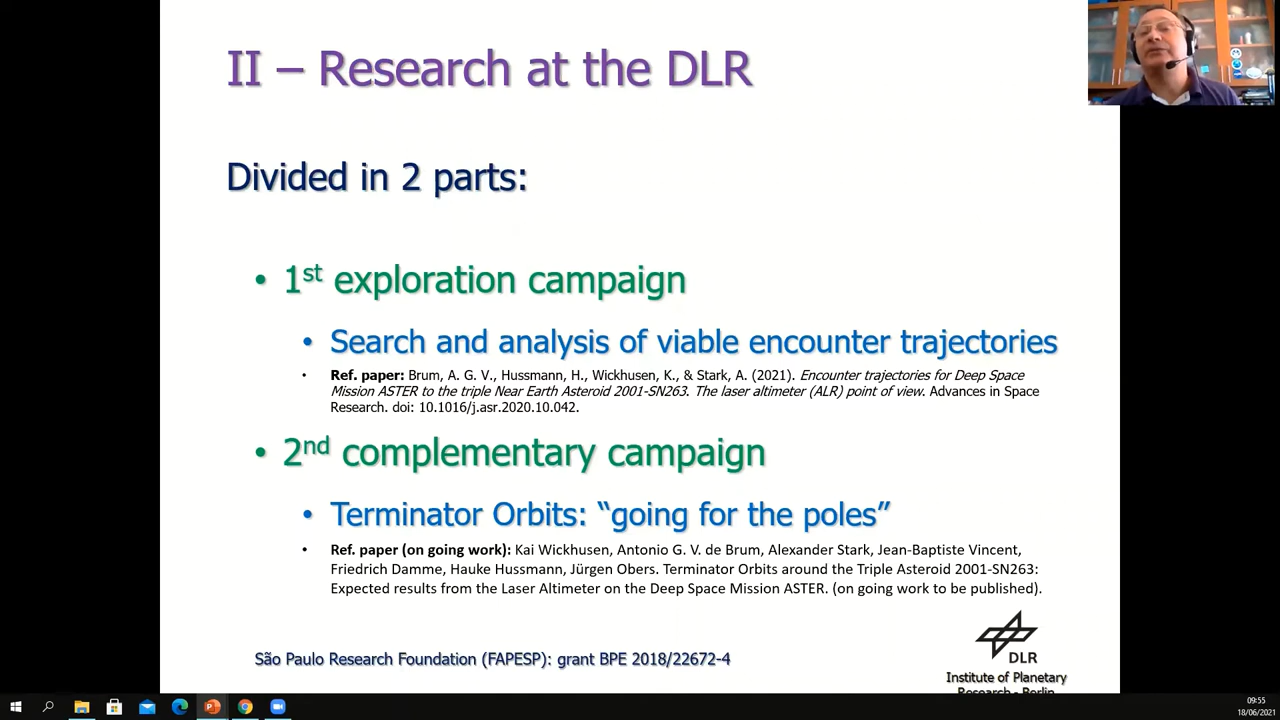 II – Research at the DLR
Divided in 2 parts:
• 1st exploration campaign
• Search and analysis of viable encounter trajectories
• Ref. paper: Brum, A. G. V., Hussmann, H., Wickhusen, K., & Stark, A. (2021). Encounter trajectories for Deep Space
Mission ASTER to the triple Near Earth Asteroid 2001-SN263. The laser altimeter (ALR) point of view. Advances in Space
Research. doi: 10.1016/j.asr.2020.10.042.
• 2nd complementary campaign
• Terminator Orbits: “going for the poles”
• Ref. paper (on going work): Kai Wickhusen, Antonio G. V. de Brum, Alexander Stark, Jean-Baptiste Vincent,
Friedrich Damme, Hauke Hussmann, Jürgen Obers. Terminator Orbits around the Triple Asteroid 2001-SN263:
Expected results from the Laser Altimeter on the Deep Space Mission ASTER. (on going work to be published).
São Paulo Research Foundation (FAPESP): grant BPE 2018/22672-4
DLR
Institute of Planetary
Research - Berlin
09:55
18/06/2021